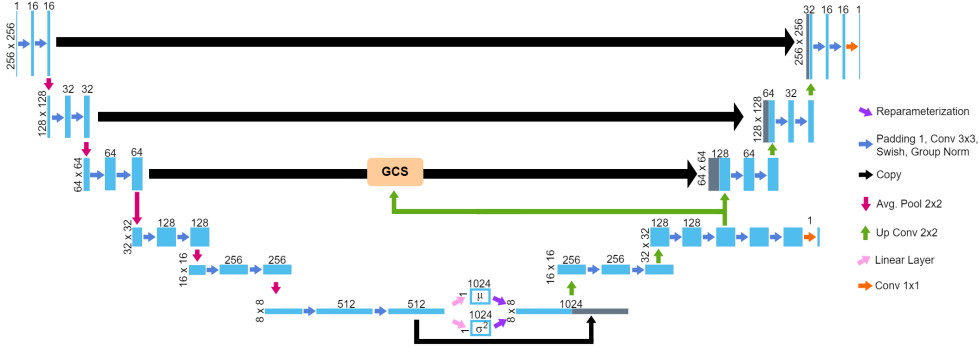 1 16 16
256 x 256
32 16 16 1
256 x 256
32 32
128 x 128
64 32
128 x 128
64 64
64 x 64
GCS
128 64
64 x 64
128 128
32 x 32
128 128
1
32 x 32
256 256
16 x 16
256 256
16 x 16
512 512
8 x 8
1024
1
μ
1024
1
σ²
1024
8 x 8
Reparameterization
Padding 1, Conv 3x3,
Swish, Group Norm
Copy
Avg. Pool 2x2
Up Conv 2x2
Linear Layer
Conv 1x1